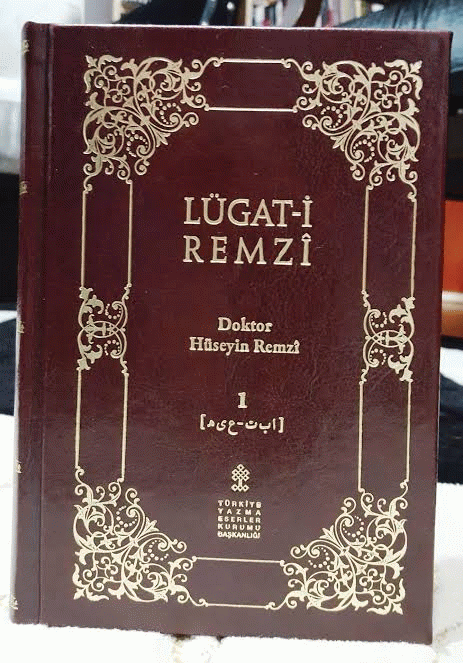 LÜGAT-İ
REMZÎ
Doktor
Hüseyin Remzî
1
[ا ب ت - ع ی ه]
TÜRKİYE
YAZMA
ESERLER
KURUMU
BAŞKANLIĞI